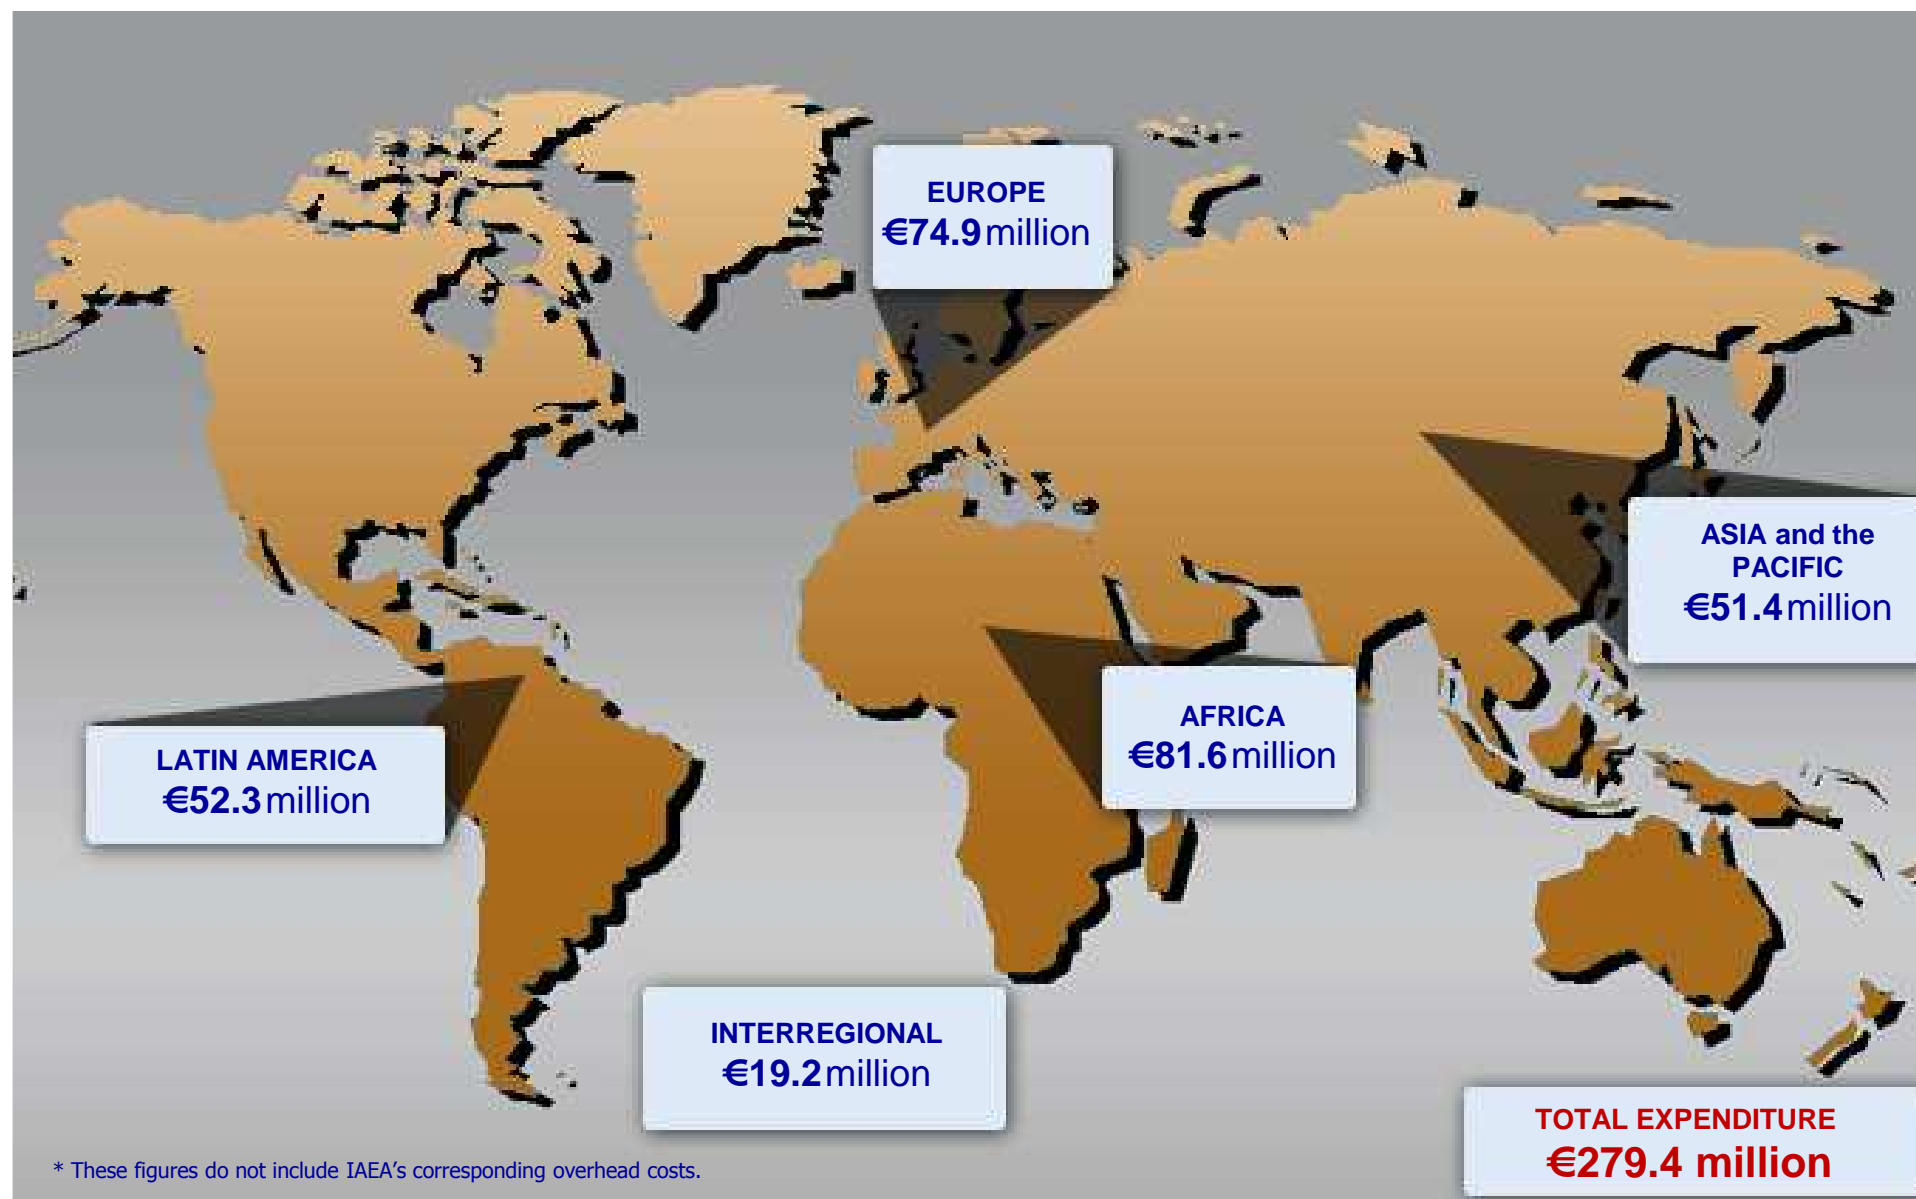 EUROPE
€74.9 million
ASIA and the
PACIFIC
€51.4 million
AFRICA
€81.6 million
LATIN AMERICA
€52.3 million
INTERREGIONAL
€19.2 million
TOTAL EXPENDITURE
€279.4 million
* These figures do not include IAEA’s corresponding overhead costs.